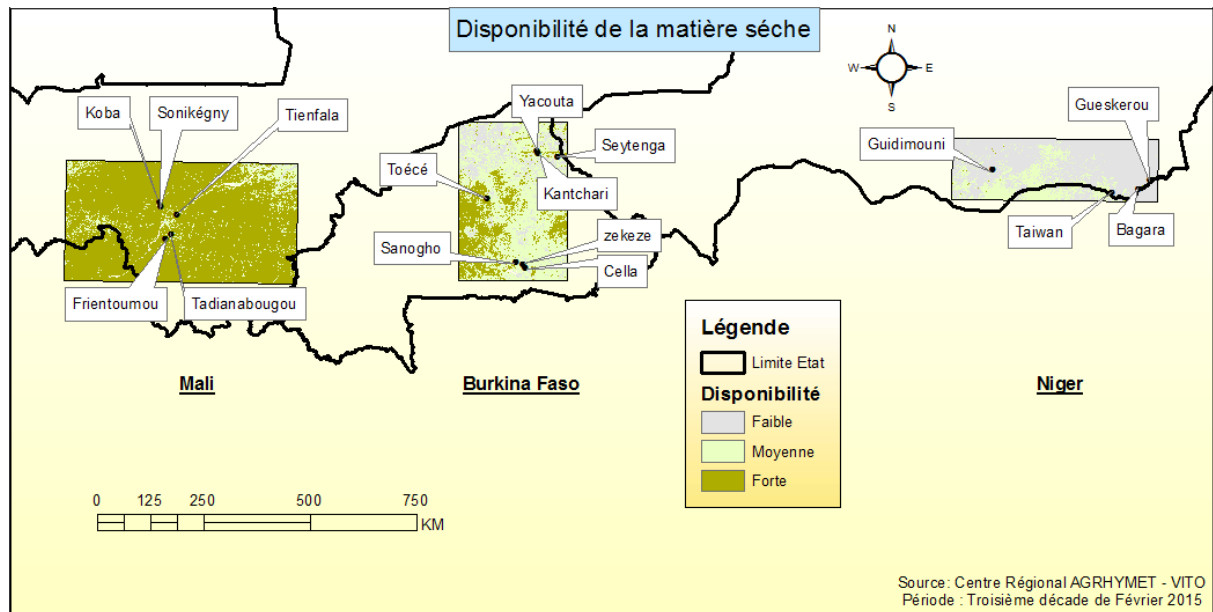 Disponibilité de la matière séche
N
W
E
S
Koba
Sonikégny
Tienfala
Frientoumou
Tadianabougou
Yacouta
Seytenga
Toécé
Kantchari
Sanogho
zekeze
Cella
Gueskerou
Guidimouni
Taiwan
Bagara
Mali
Burkina Faso
Niger
Légende
Limite Etat
Disponibilité
Faible
Moyenne
Forte
0 125 250 500 750
KM
Source: Centre Régional AGRHYMET - VITO
Période : Troisième décade de Février 2015